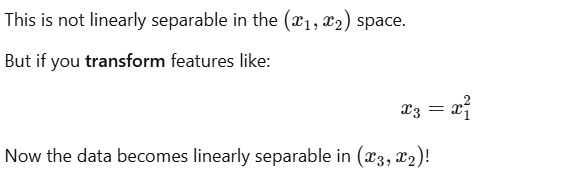 This is not linearly separable in the (x₁, x₂) space.
But if you transform features like:
x₃ = x₁²
Now the data becomes linearly separable in (x₃, x₂)!